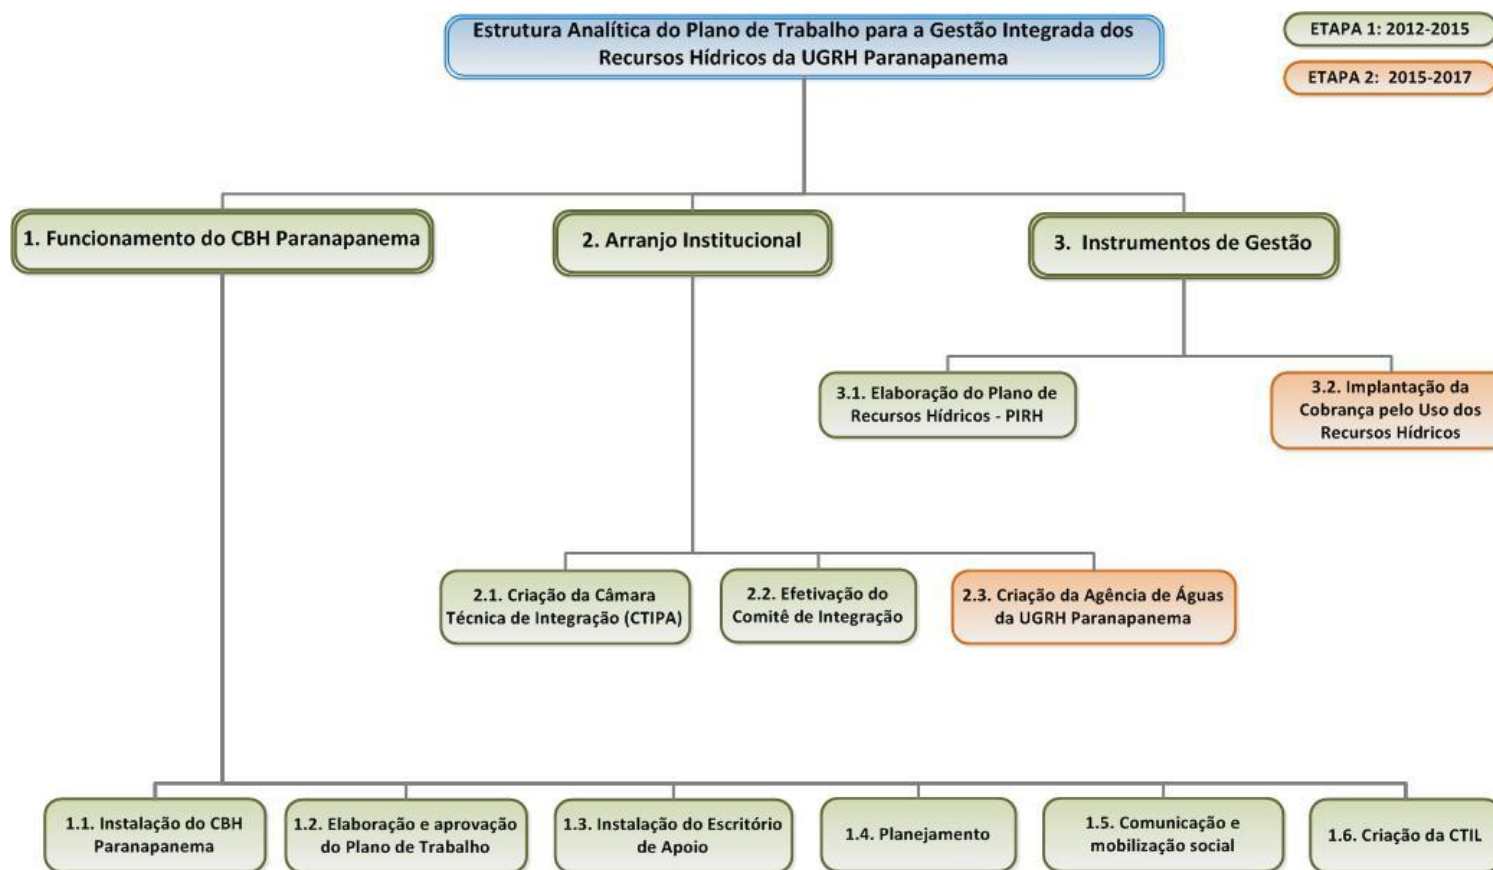 Estrutura Analítica do Plano de Trabalho para a Gestão Integrada dos
Recursos Hídricos da UGRH Paranapanema
ETAPA 1: 2012-2015
ETAPA 2: 2015-2017
1. Funcionamento do CBH Paranapanema
2. Arranjo Institucional
3. Instrumentos de Gestão
3.1. Elaboração do Plano de
Recursos Hídricos - PIRH
3.2. Implantação da
Cobrança pelo Uso dos
Recursos Hídricos
2.1. Criação da Câmara
Técnica de Integração (CTIPA)
2.2. Efetivação do
Comitê de Integração
2.3. Criação da Agência de Águas
da UGRH Paranapanema
1.1. Instalação do CBH
Paranapanema
1.2. Elaboração e aprovação
do Plano de Trabalho
1.3. Instalação do Escritório
de Apoio
1.4. Planejamento
1.5. Comunicação e
mobilização social
1.6. Criação da CTIL